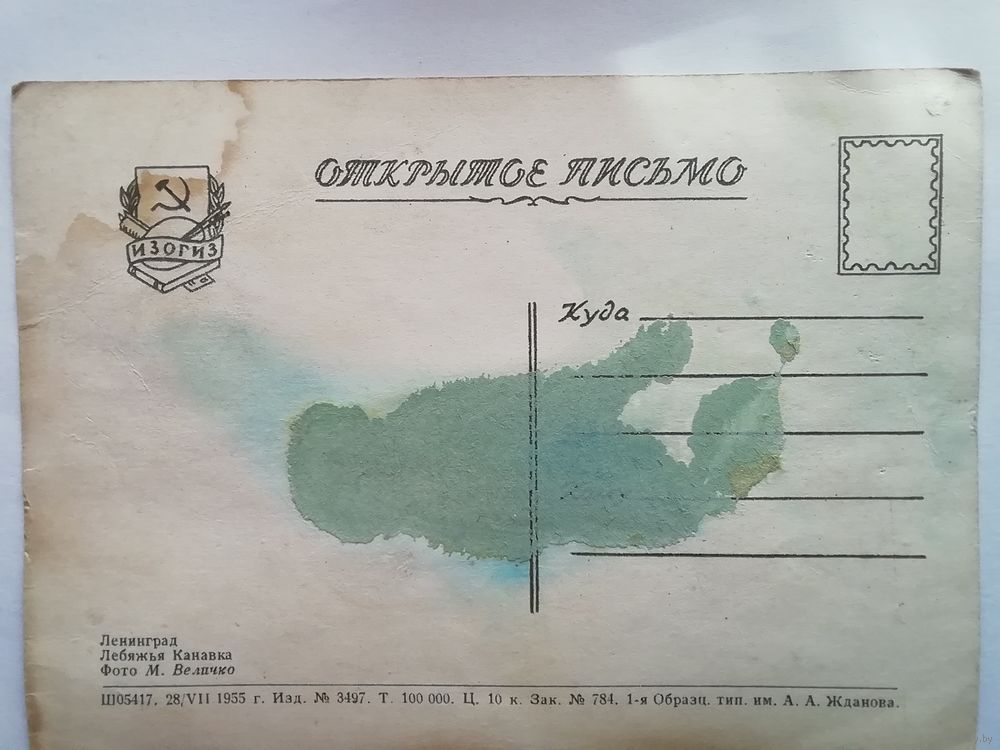 ОТКРЫТОЕ ПИСЬМО
ИЗОГИЗ
Куда
Ленинград
Лебяжья Канавка
Фото М. Величко
Ш05417. 28/VII 1955 г. Изд. № 3497. Т. 100 000. Ц. 10 к. Зак. № 784. 1-я Образц. тип. им. А. А. Жданова.